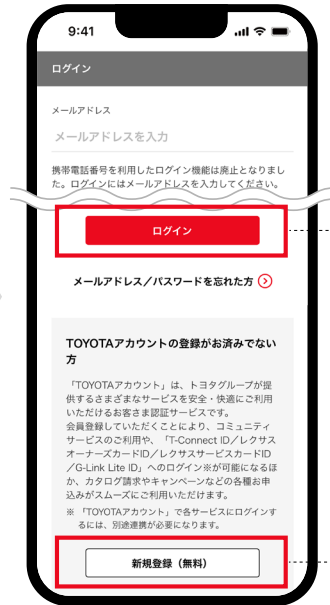 9:41
ログイン
メールアドレス
メールアドレスを入力
携帯電話番号を利用したログイン機能は廃止となりまし
た。ログインにはメールアドレスを入力してください。
ログイン
メールアドレス／パスワードを忘れた方
TOYOTAアカウントの登録がお済みでない
方
「TOYOTAアカウント」は、トヨタグループが提
供するさまざまなサービスを安全・快適にご利用
いただけるお客さま認証サービスです。
会員登録していただくことにより、コミュニティ
サービスのご利用や、「T-Connect ID／レクサス
オーナーズカードID／レクサスサービスカードID
／G-Link Lite ID」へのログイン※が可能になるほ
か、カタログ請求やキャンペーンなどの各種お申
込みがスムーズにご利用いただけます。
※ 「TOYOTAアカウント」で各サービスにログインす
るには、別途連携が必要になります。
新規登録（無料）